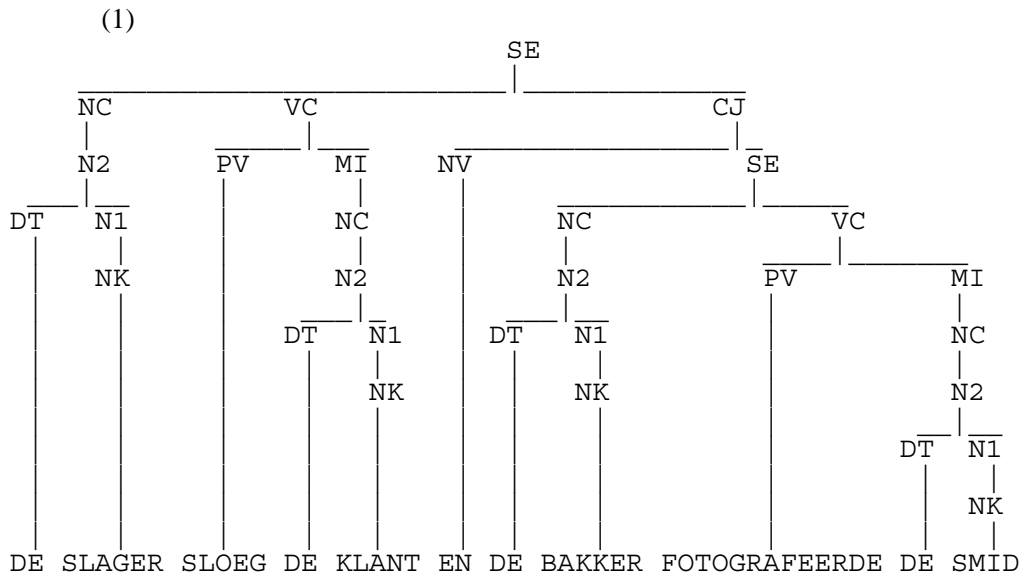 (1)
SE
NC VC CJ
N2 PV MI NV SE
DT N1 NC NC VC
NK N2 N2 PV MI
DT N1 DT N1 NC
NK NK N2
DT N1
NK
DE SLAGER SLOEG DE KLANT EN DE BAKKER FOTOGRAFEERDE DE SMID